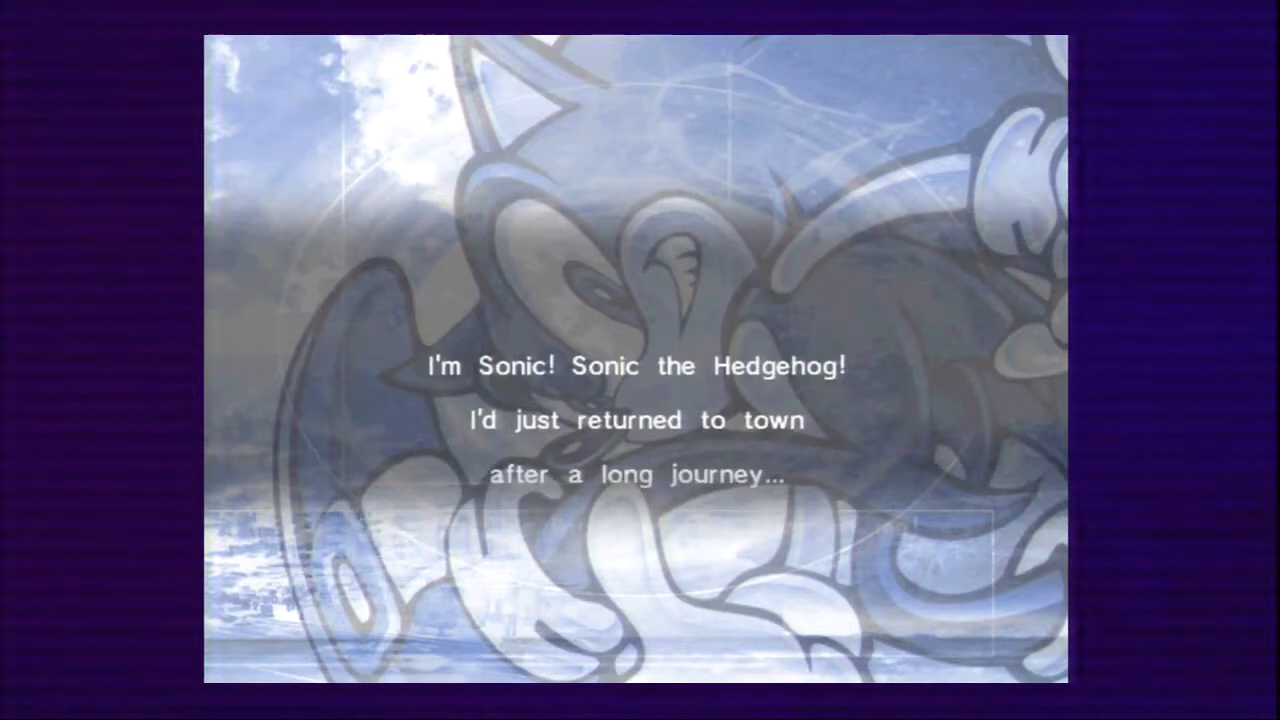 I'm Sonic! Sonic the Hedgehog!
I'd just returned to town
after a long journey...